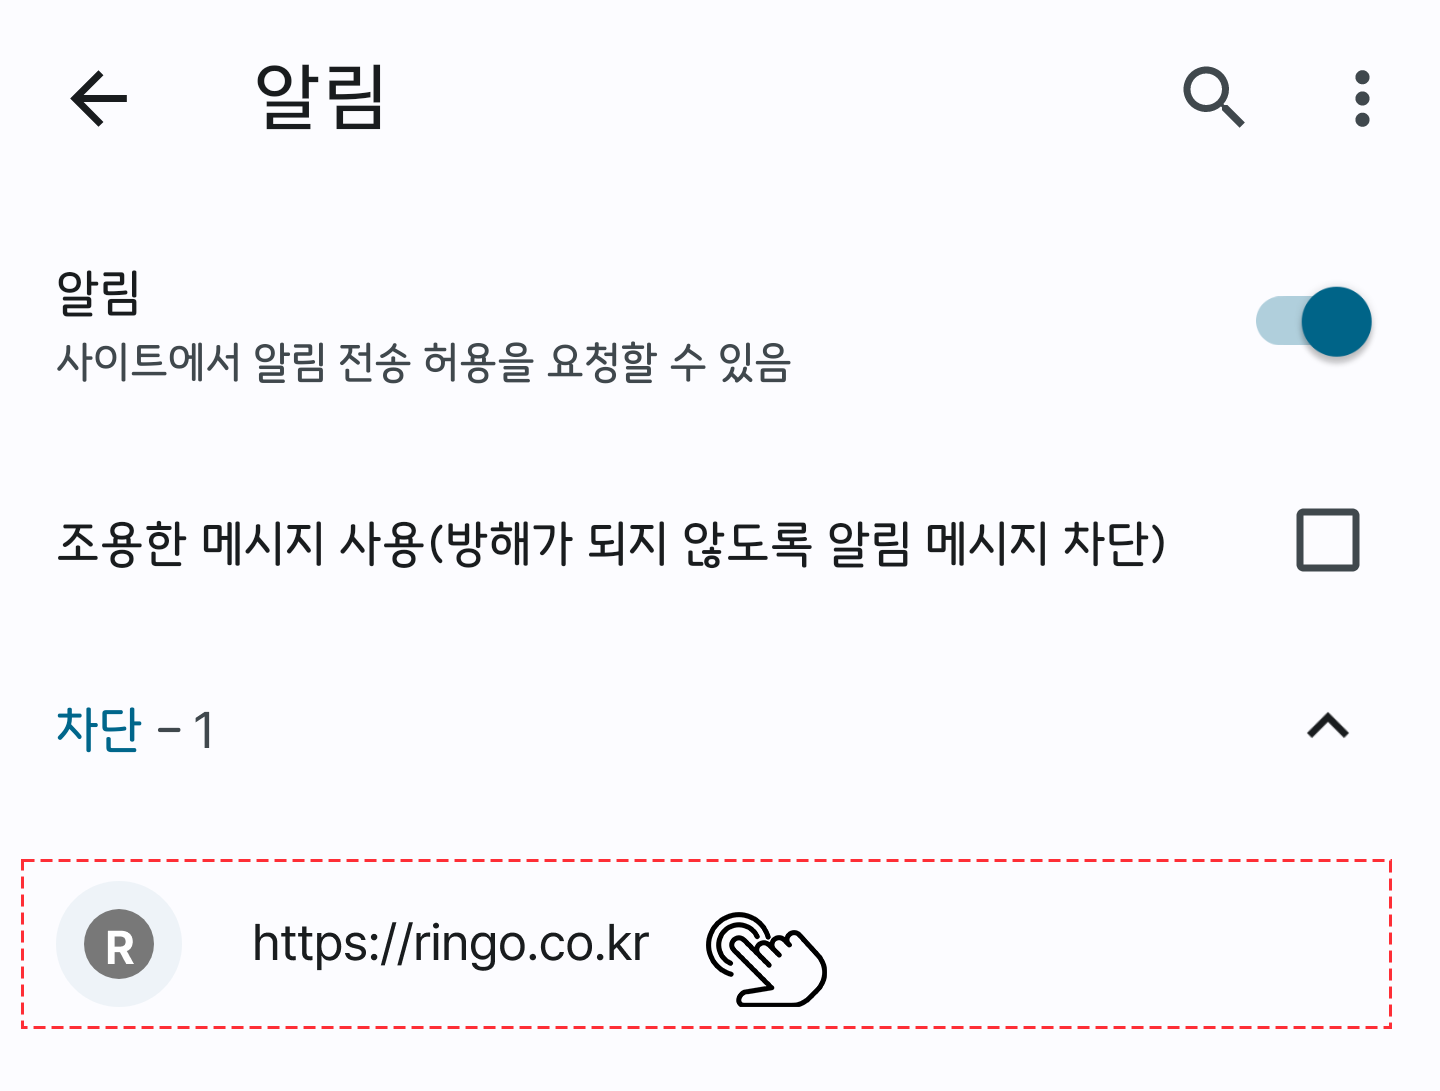 알림
알림
사이트에서 알림 전송 허용을 요청할 수 있음
조용한 메시지 사용(방해가 되지 않도록 알림 메시지 차단)
차단 – 1
R
https://ringo.co.kr